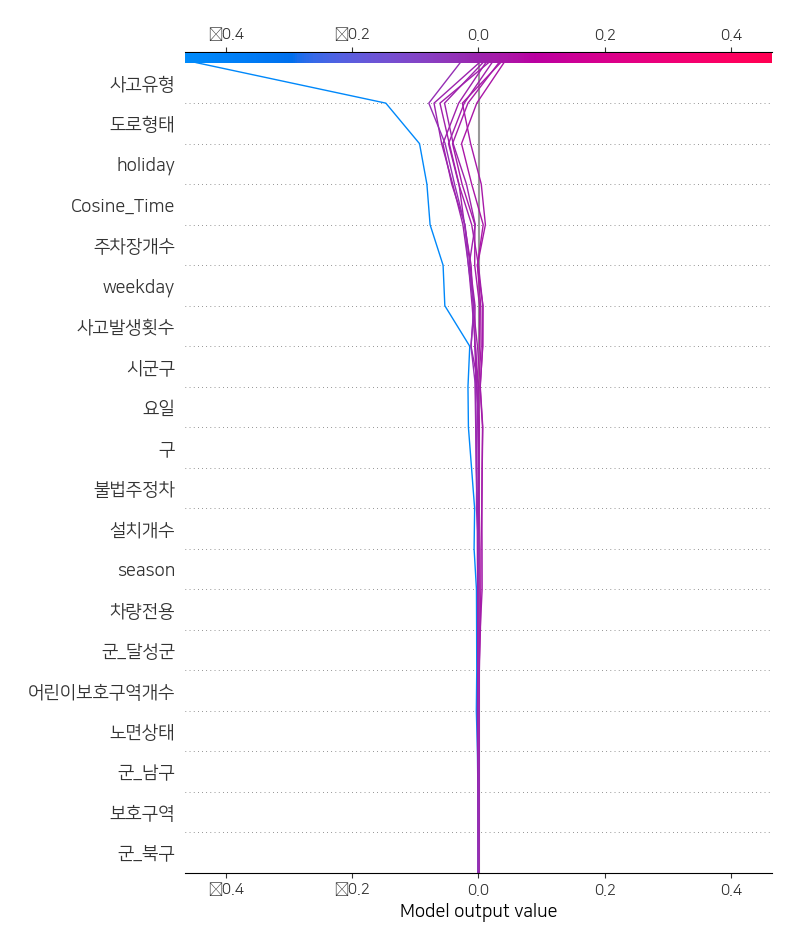 0.4 0.2 0.0 0.2 0.4
사고유형
도로형태
holiday
Cosine_Time
주차장개수
weekday
사고발생횟수
시군구
요일
구
불법주정차
설치개수
season
차량전용
군_달성군
어린이보호구역개수
노면상태
군_남구
보호구역
군_북구
0.4 0.2 0.0 0.2 0.4
Model output value